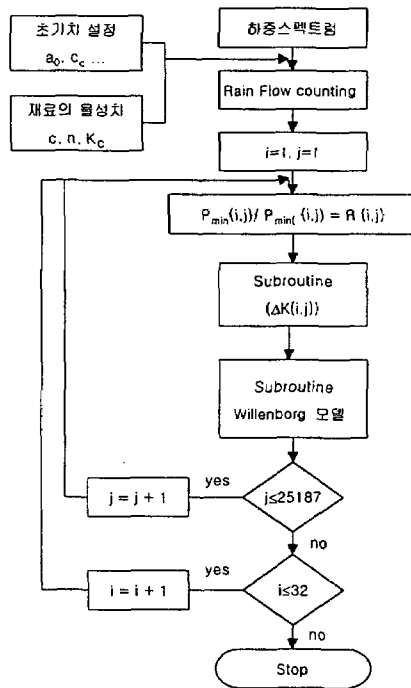 초기치 설정
a₀, c_c ...
재료의 물성치
c, n, K_c
하중스펙트럼
Rain Flow counting
i=1, j=1
P_min(i,j)/ P_min( (i,j) = R (i,j)
Subroutine
(ΔK(i,j))
Subroutine
Willenborg 모델
j≤25187
yes
j = j + 1
no
i≤32
yes
i = i + 1
no
Stop